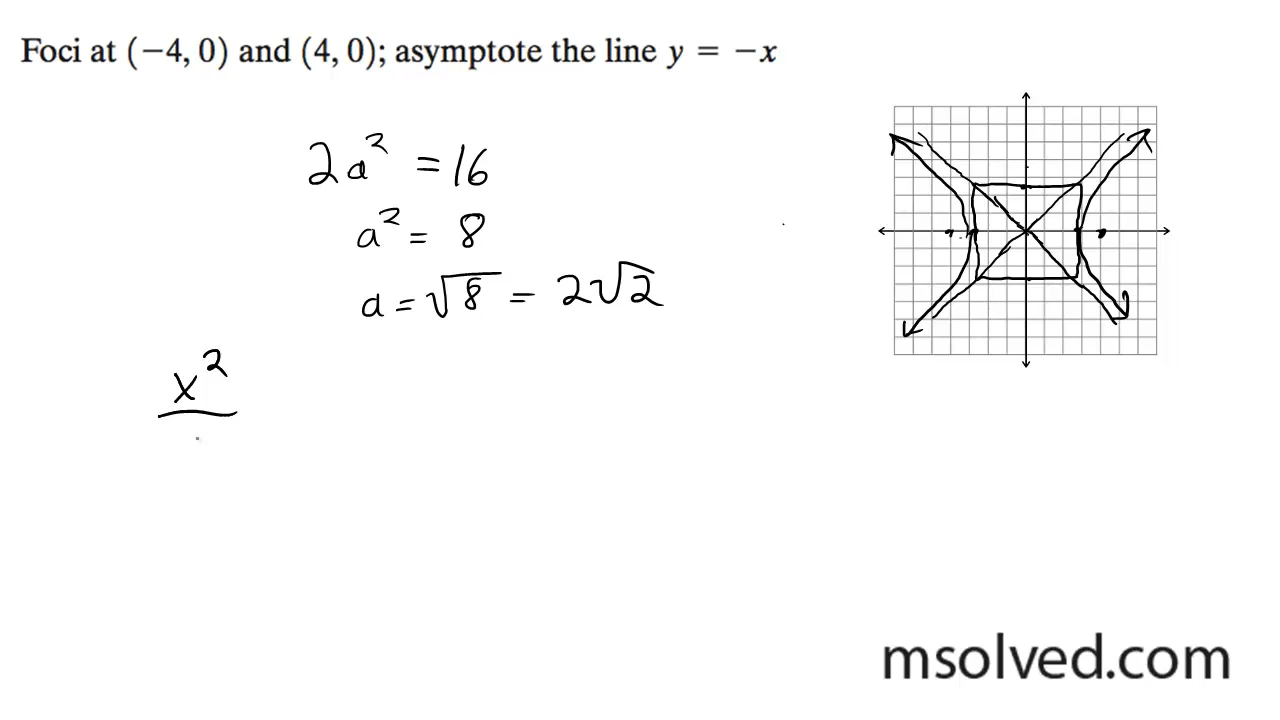 Foci at (−4, 0) and (4, 0); asymptote the line y = −x
2a² = 16
a² = 8
a = √8 = 2√2
x²
msolved.com